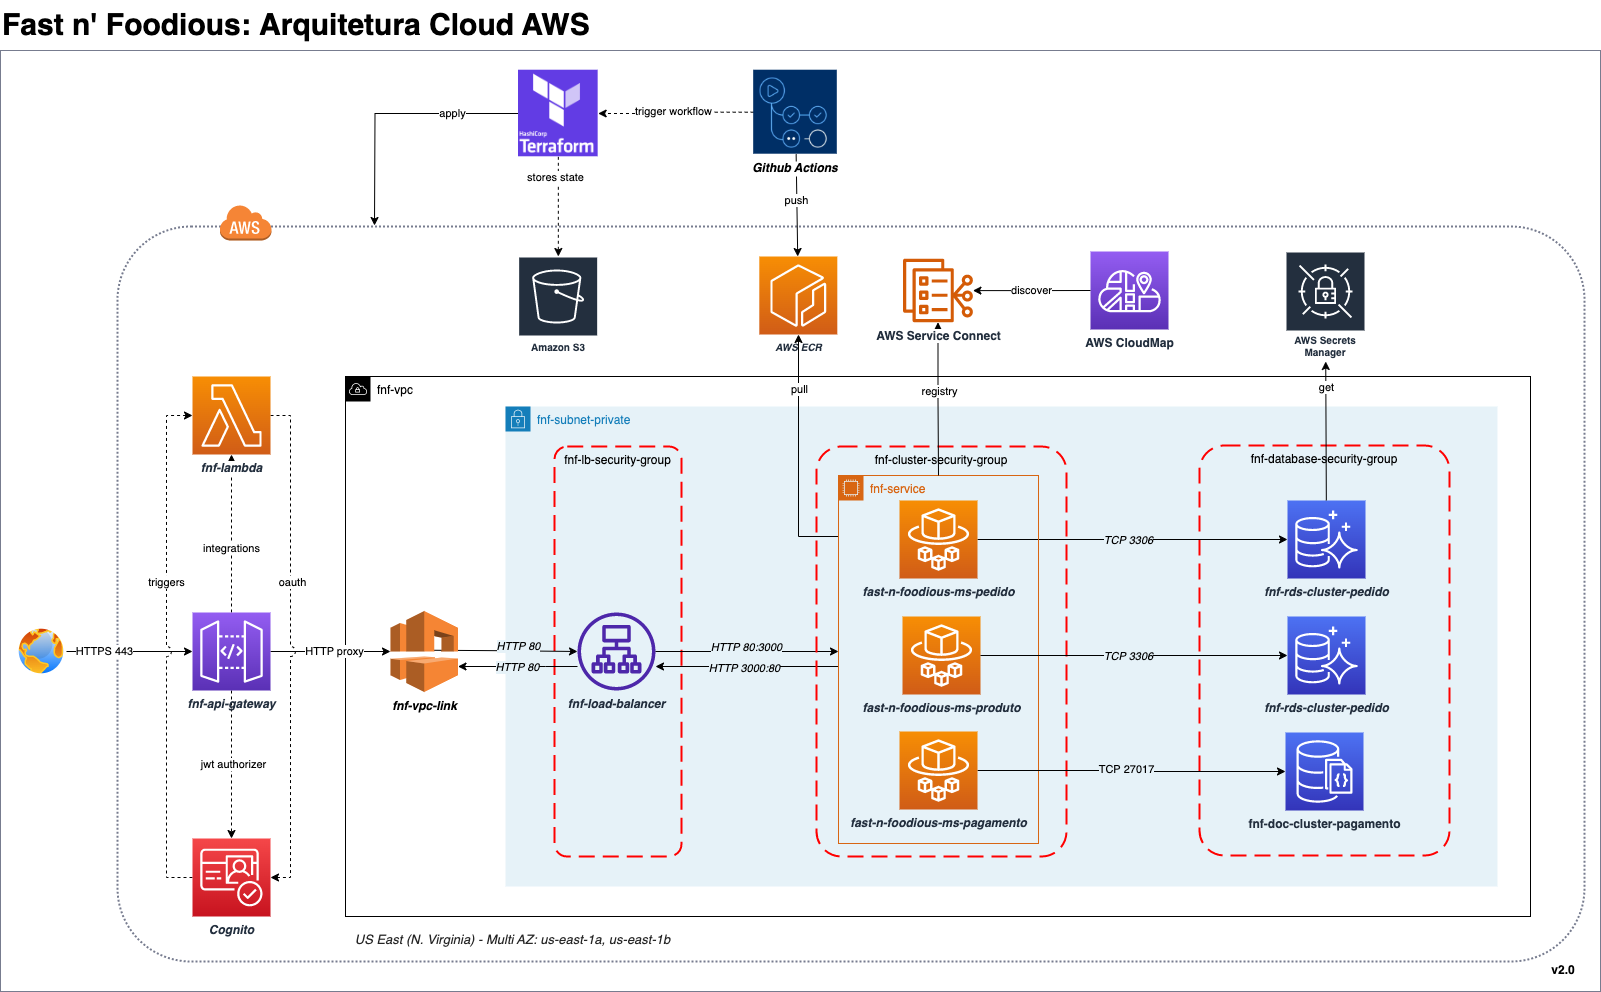 Fast n' Foodious: Arquitetura Cloud AWS
apply
HashiCorp
Terraform
trigger workflow
Github Actions
stores state
push
AWS
Amazon S3
AWS ECR
AWS Service Connect
discover
AWS CloudMap
AWS Secrets
Manager
fnf-vpc
pull
registry
get
fnf-subnet-private
fnf-lb-security-group
fnf-cluster-security-group
fnf-database-security-group
fnf-lambda
fnf-service
integrations
triggers
oauth
TCP 3306
fast-n-foodious-ms-pedido
fnf-rds-cluster-pedido
HTTPS 443
HTTP proxy
HTTP 80
HTTP 80
HTTP 80:3000
HTTP 3000:80
TCP 3306
fnf-api-gateway
fnf-vpc-link
fnf-load-balancer
fast-n-foodious-ms-produto
fnf-rds-cluster-pedido
jwt authorizer
TCP 27017
fast-n-foodious-ms-pagamento
fnf-doc-cluster-pagamento
Cognito
US East (N. Virginia) - Multi AZ: us-east-1a, us-east-1b
v2.0